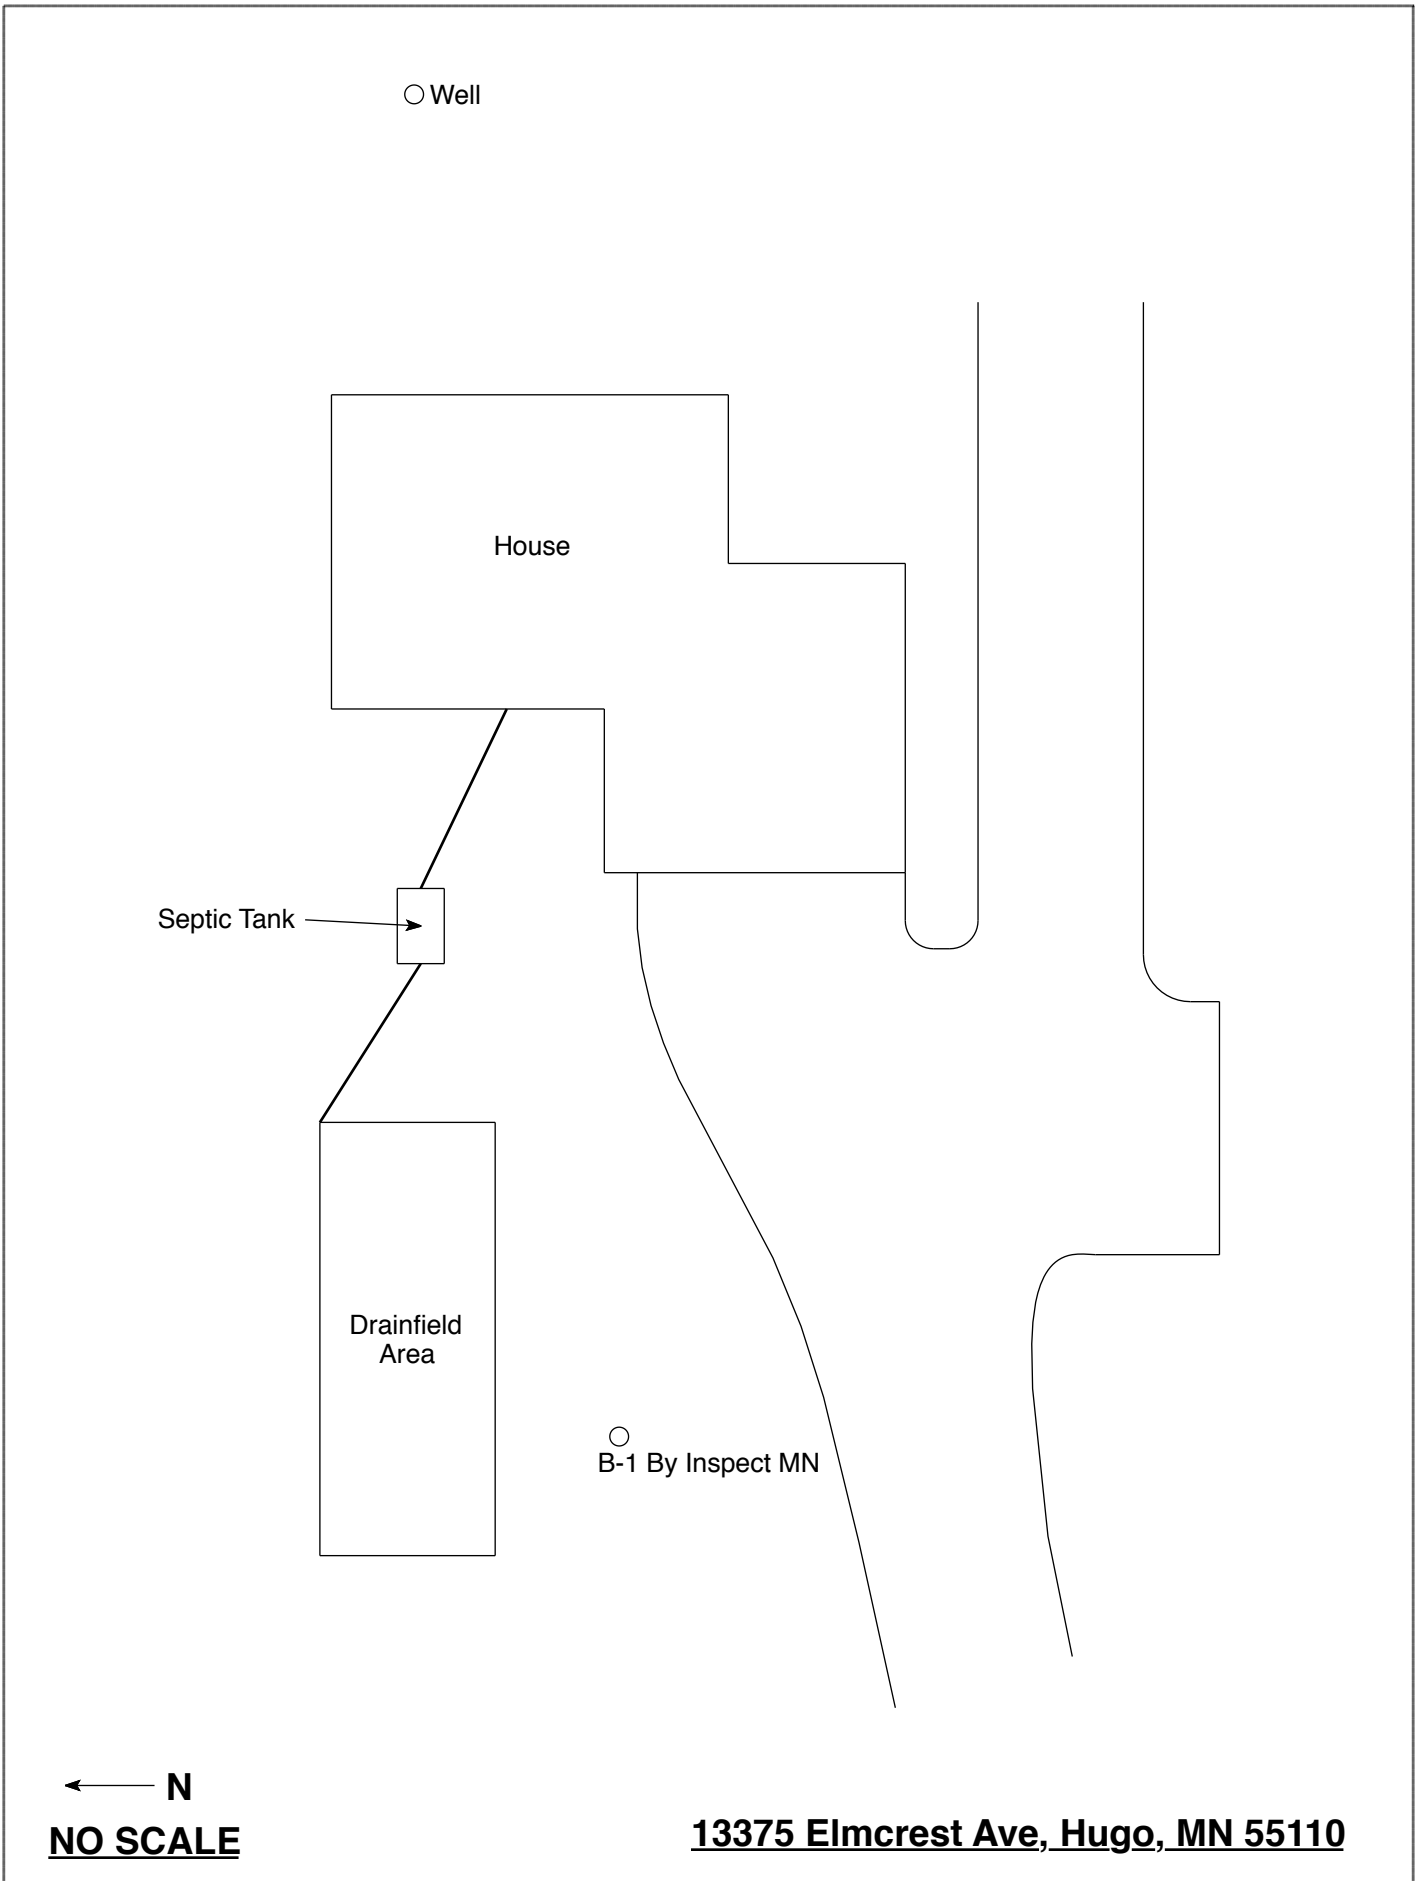 Well
House
Septic Tank
Drainfield
Area
B-1 By Inspect MN
N
NO SCALE
13375 Elmcrest Ave, Hugo, MN 55110